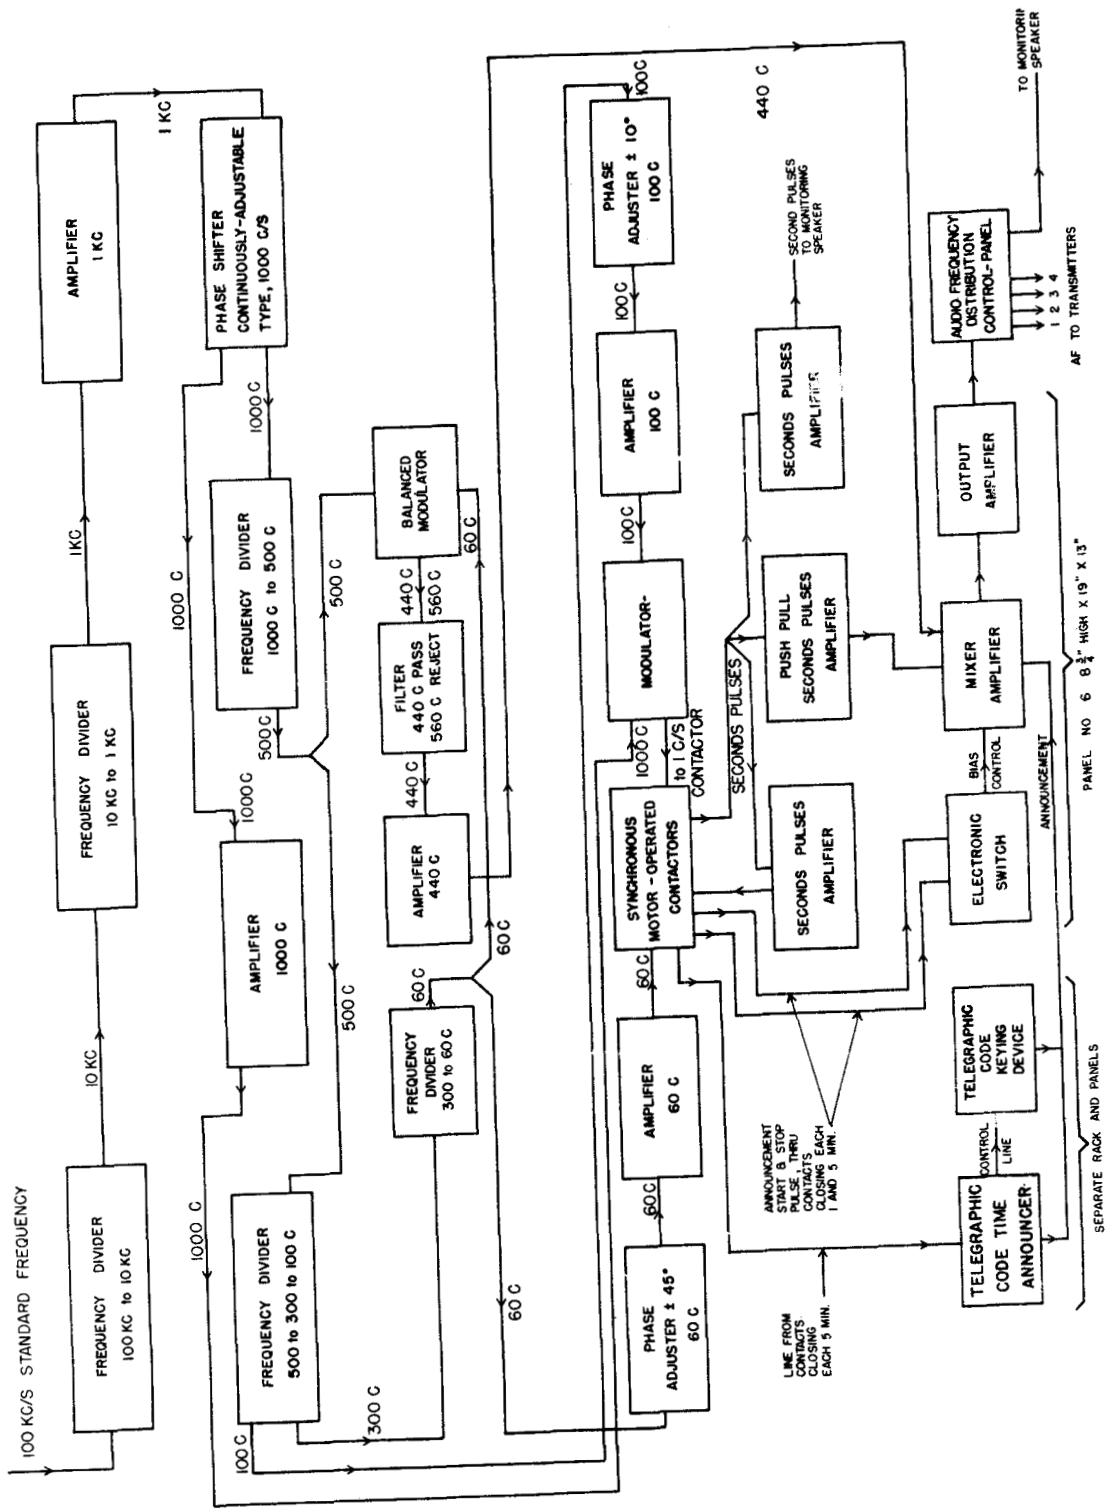 100 KC/S STANDARD FREQUENCY
FREQUENCY DIVIDER
100 KC to 10 KC
10 KC
FREQUENCY DIVIDER
10 KC to 1 KC
1KC
AMPLIFIER
1 KC
1 KC
PHASE SHIFTER
CONTINUOUSLY-ADJUSTABLE
TYPE, 1000 C/S
1000 C
1000 C
FREQUENCY DIVIDER
1000 C to 500 C
500 C
500 C
1000 C
AMPLIFIER
1000 C
500 C
1000 C
FREQUENCY DIVIDER
500 to 300 to 100 C
100 C
300 C
BALANCED
MODULATOR
60 C
440 C
560 C
FILTER
440 C PASS
560 C REJECT
440 C
AMPLIFIER
440 C
60 C
60 C
FREQUENCY
DIVIDER
300 to 60 C
60 C
PHASE
ADJUSTER ± 45°
60 C
60 C
AMPLIFIER
60 C
60 C
SYNCHRONOUS
MOTOR-OPERATED
CONTACTORS
1000 C
to 1 C/S
CONTACTOR
MODULATOR-
100 C
AMPLIFIER
100 C
100 C
PHASE
ADJUSTER ± 10°
100 C
100 C
440 C
SECONDS PULSES
SECONDS PULSES
AMPLIFIER
PUSH PULL
SECONDS PULSES
AMPLIFIER
SECONDS PULSES
AMPLIFIER
SECOND PULSES
TO MONITORING
SPEAKER
ANNOUNCEMENT
START & STOP
PULSE, THRU
CONTACTS
CLOSING EACH
1 AND 5 MIN.
LINE FROM
CONTACTS
CLOSING
EACH 5 MIN.
TELEGRAPHIC
CODE TIME
ANNOUNCER
CONTROL
LINE
TELEGRAPHIC
CODE
KEYING
DEVICE
ELECTRONIC
SWITCH
BIAS
CONTROL
ANNOUNCEMENT
MIXER
AMPLIFIER
OUTPUT
AMPLIFIER
AUDIO FREQUENCY
DISTRIBUTION
CONTROL-PANEL
TO MONITORIN
SPEAKER
1 2 3 4
AF TO TRANSMITTERS
SEPARATE RACK AND PANELS
PANEL NO 6 8 3/4" HIGH X 19" X 13"